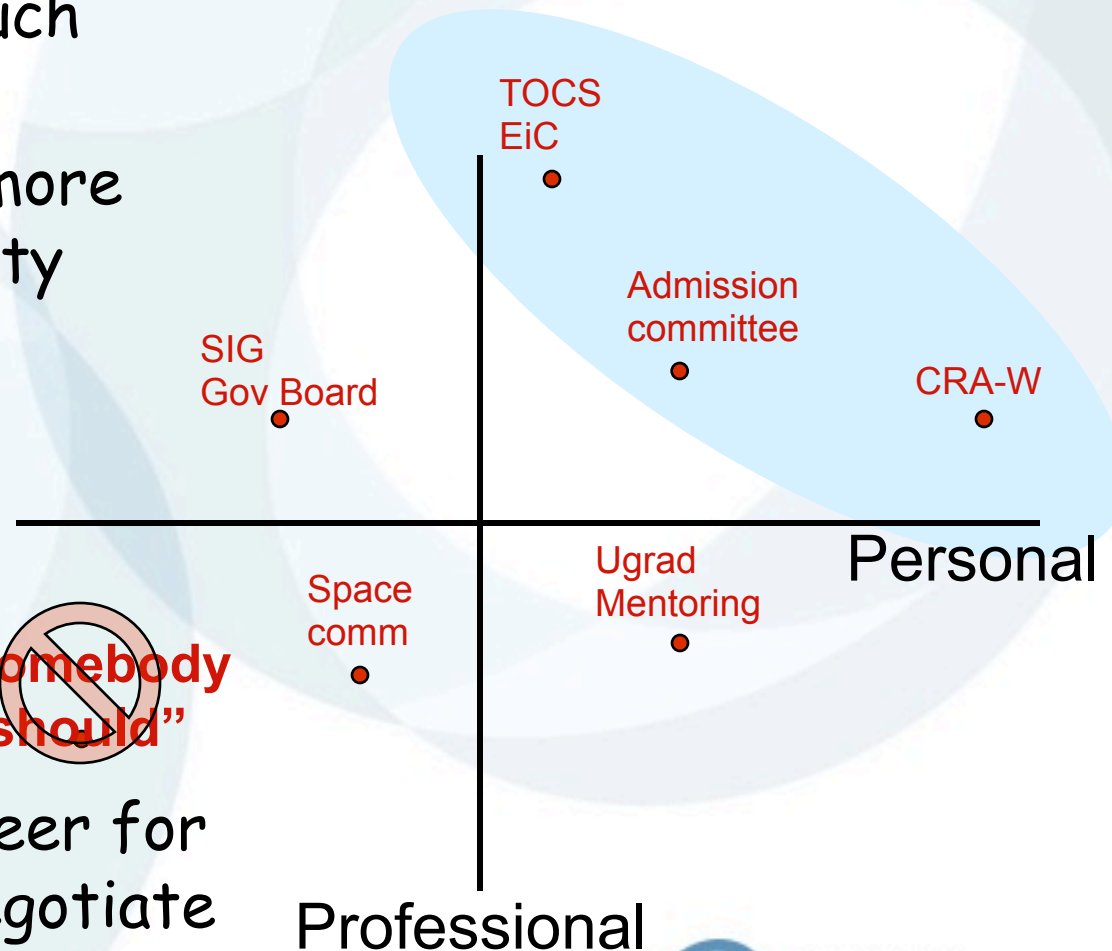 uch
more
ty
TOCS
EiC
Admission
committee
SIG
Gov Board
CRA-W
Personal
Ugrad
Mentoring
Space
comm
omebody
should”
eer for
gotiate
Professional